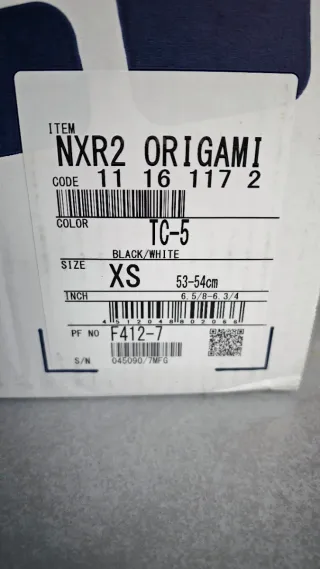 ITEM
NXR2 ORIGAMI
CODE 11 16 117 2
COLOR TC-5
BLACK/WHITE
SIZE XS 53-54cm
INCH 6.5/8-6.3/4
4512048802066
PF NO F412-7
S/N 045090/7MFG